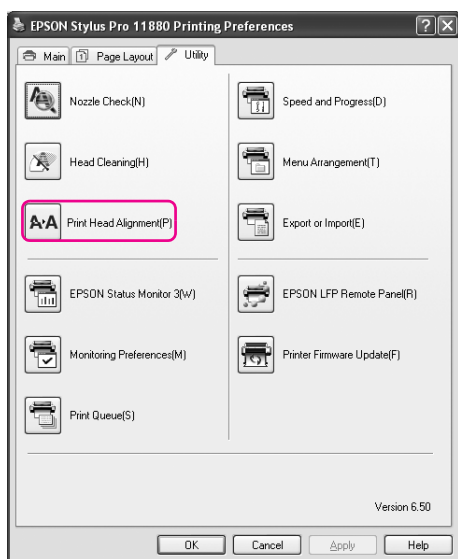 EPSON Stylus Pro 11880 Printing Preferences
Main Page Layout Utility
Nozzle Check(N)
Speed and Progress(D)
Head Cleaning(H)
Menu Arrangement(T)
A A Print Head Alignment(P)
Export or Import(E)
EPSON Status Monitor 3(W)
EPSON LFP Remote Panel(R)
Monitoring Preferences(M)
Printer Firmware Update(F)
Print Queue(S)
Version 6.50
OK Cancel Apply Help